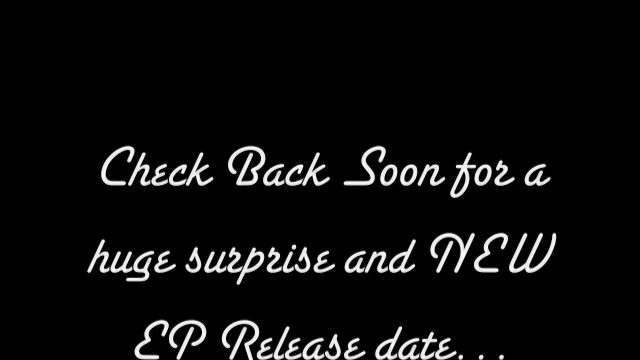 Check Back Soon for a
huge surprise and NEW
EP Release date. . .